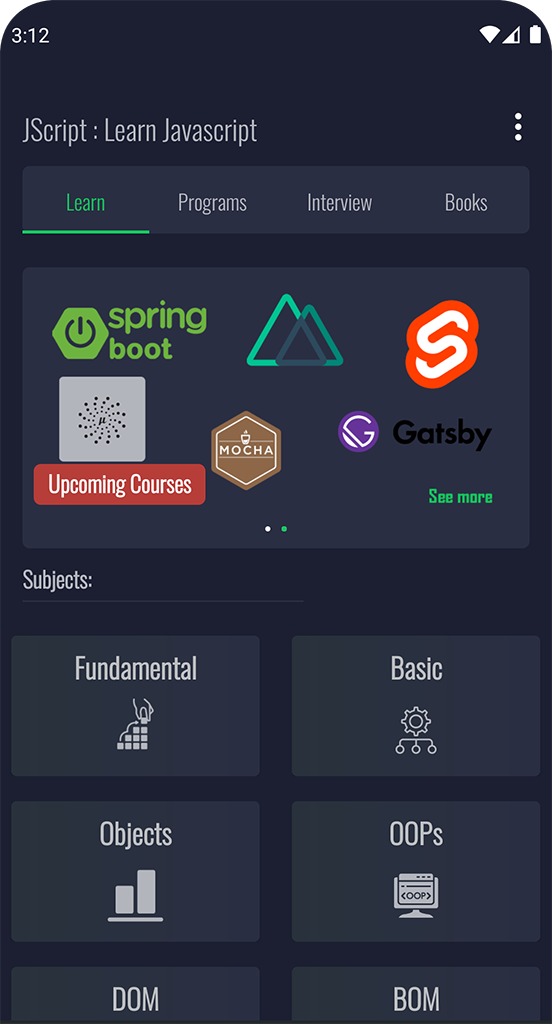 3:12
JScript : Learn Javascript
Learn Programs Interview Books
spring
boot
μ
MOCHA
Gatsby
Upcoming Courses
See more
Subjects:
Fundamental Basic
Objects OOPs
<OOP>
DOM BOM